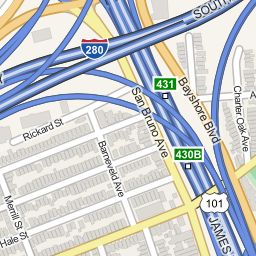 SOUTH
280
431
San Bruno Ave
Bayshore Blvd
Charter Oak Ave
A
Rickard St
430B
Barneveld Ave
101
Merrill St
Hale St
JAMES